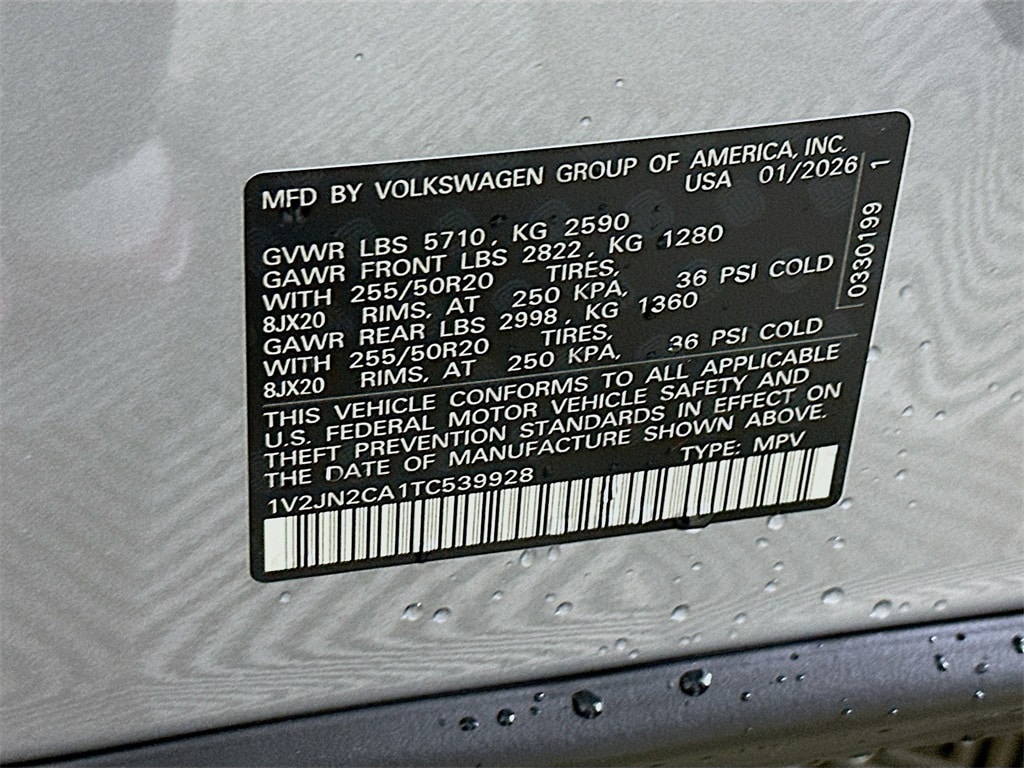 MFD BY VOLKSWAGEN GROUP OF AMERICA, INC.
USA 01/2026
GVWR LBS 5710, KG 2590
GAWR FRONT LBS 2822, KG 1280
WITH 255/50R20 TIRES,
8JX20 RIMS, AT 250 KPA, 36 PSI COLD
GAWR REAR LBS 2998, KG 1360
WITH 255/50R20 TIRES,
8JX20 RIMS, AT 250 KPA, 36 PSI COLD
THIS VEHICLE CONFORMS TO ALL APPLICABLE
U.S. FEDERAL MOTOR VEHICLE SAFETY AND
THEFT PREVENTION STANDARDS IN EFFECT ON
THE DATE OF MANUFACTURE SHOWN ABOVE.
1V2JN2CA1TC539928 TYPE: MPV
0330199 1